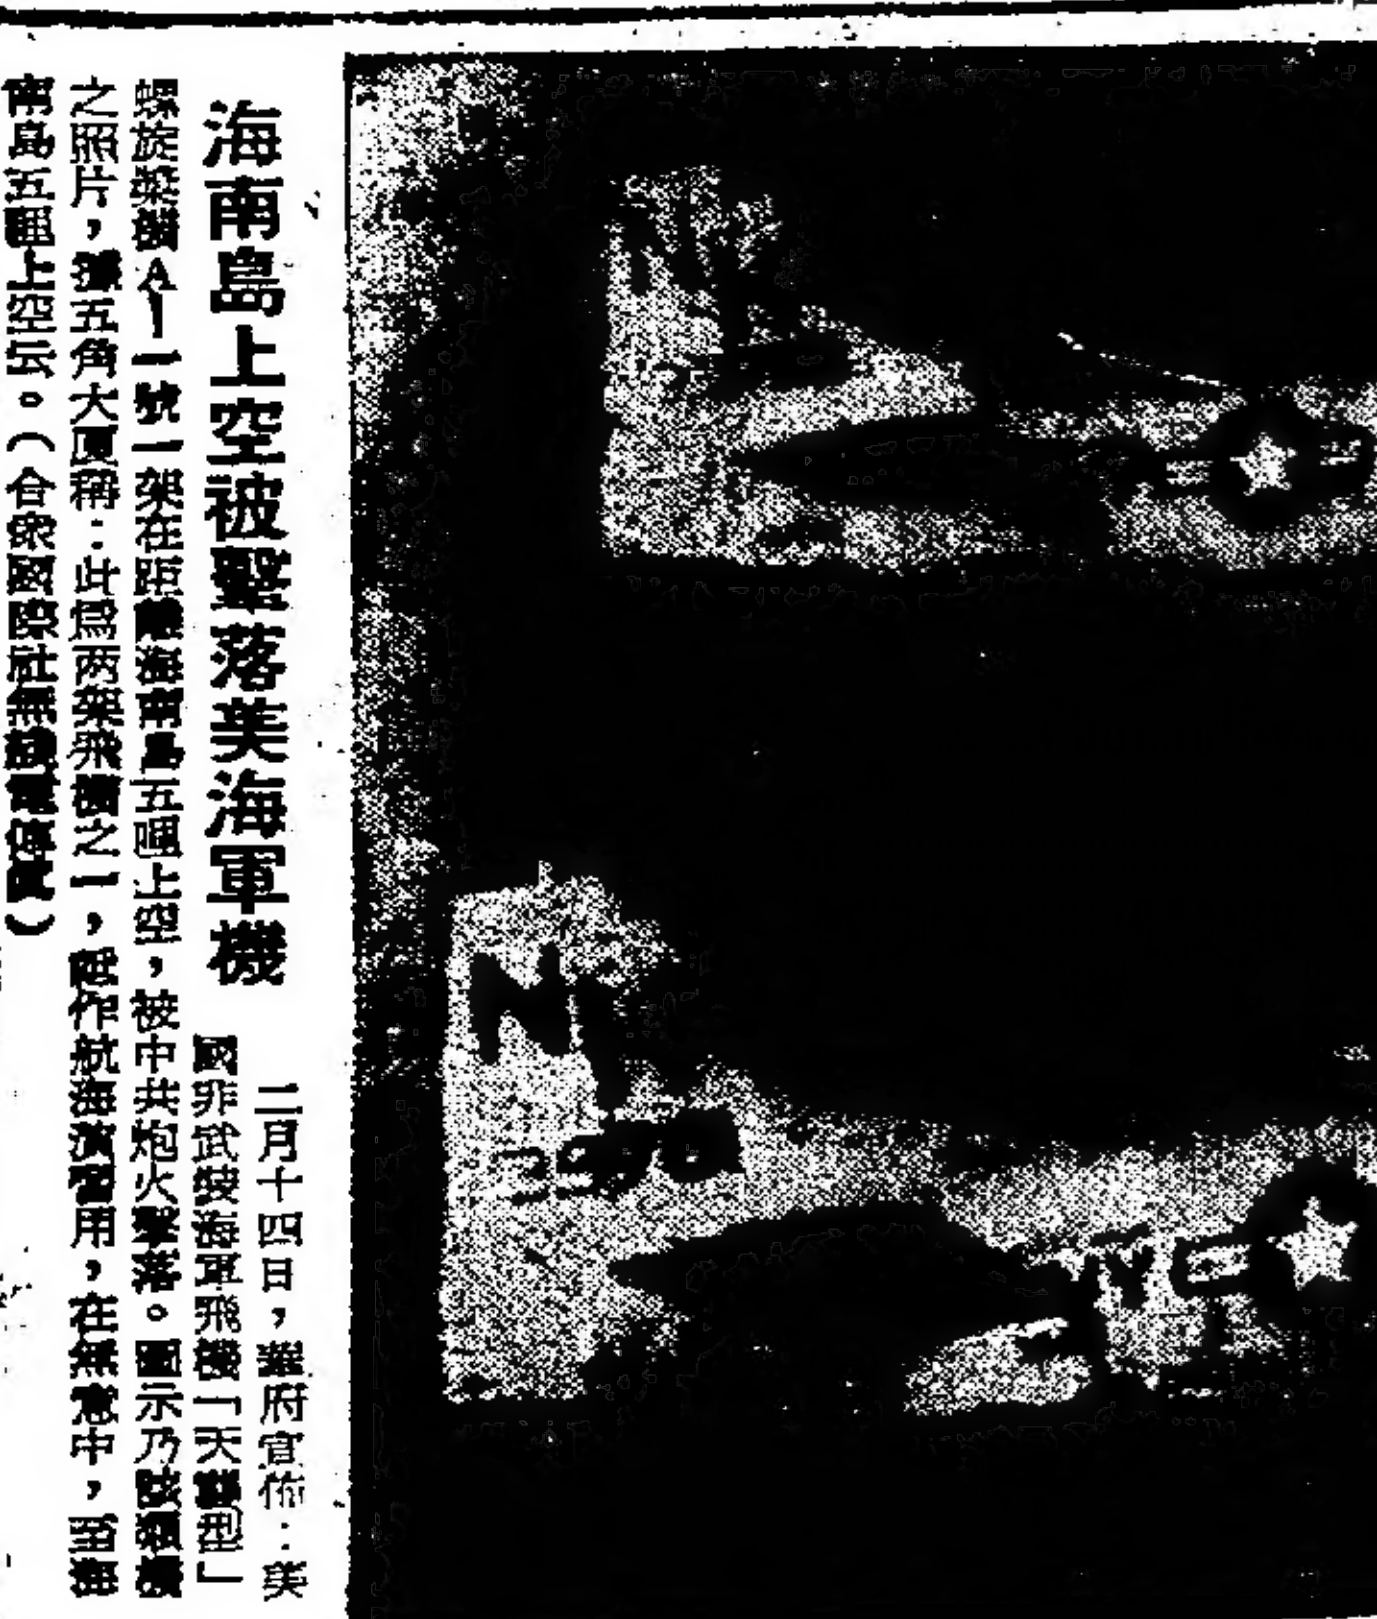 海南島上空被擊落美海軍機
二月十四日，華府宣佈：美
國非武裝海軍飛機「天鷹型」
螺旋槳機A—一號一架在距離海南島五哩上空，被中共炮火擊落。圖示乃該類機
之照片，據五角大厦稱：此爲两架飛機之一，經作航海演習用，在無意中，至海
南島五哩上空云。（合衆國際社無綫電傳眞）
N
N